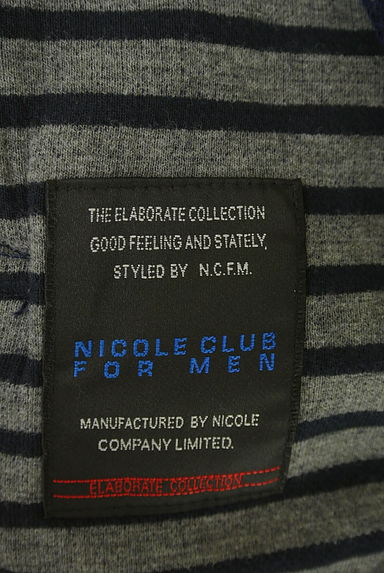 THE ELABORATE COLLECTION
GOOD FEELING AND STATELY,
STYLED BY N.C.F.M.
NICOLE CLUB
FOR MEN
MANUFACTURED BY NICOLE
COMPANY LIMITED.
ELABORATE COLLECTION